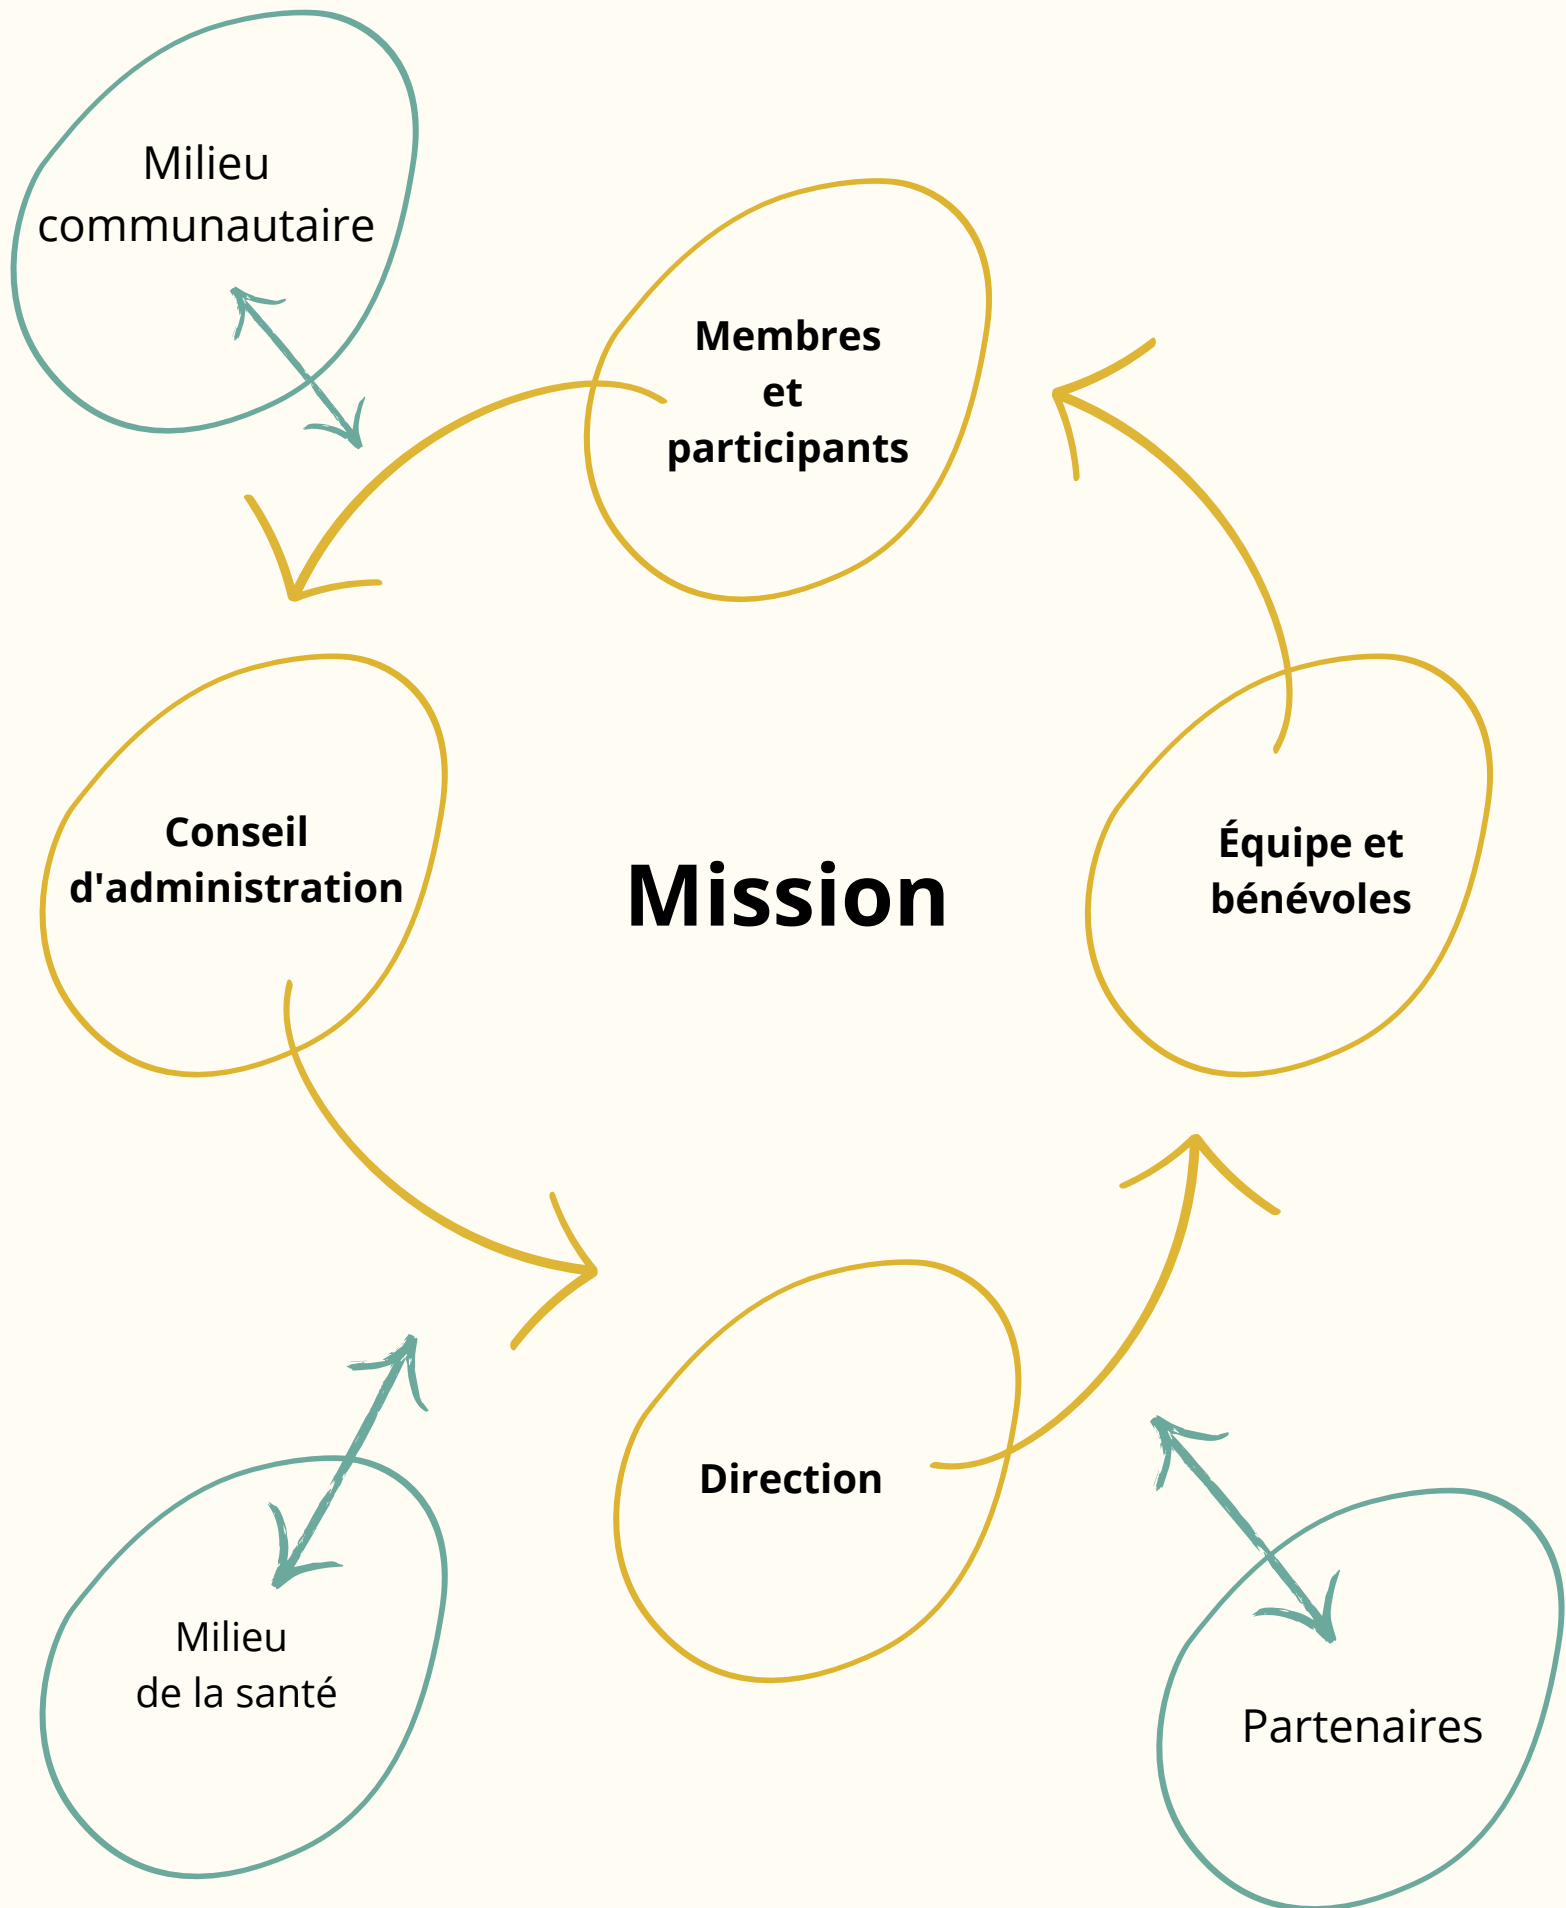 Milieu
communautaire
Membres
et
participants
Conseil
d'administration
Mission
Équipe et
bénévoles
Direction
Milieu
de la santé
Partenaires